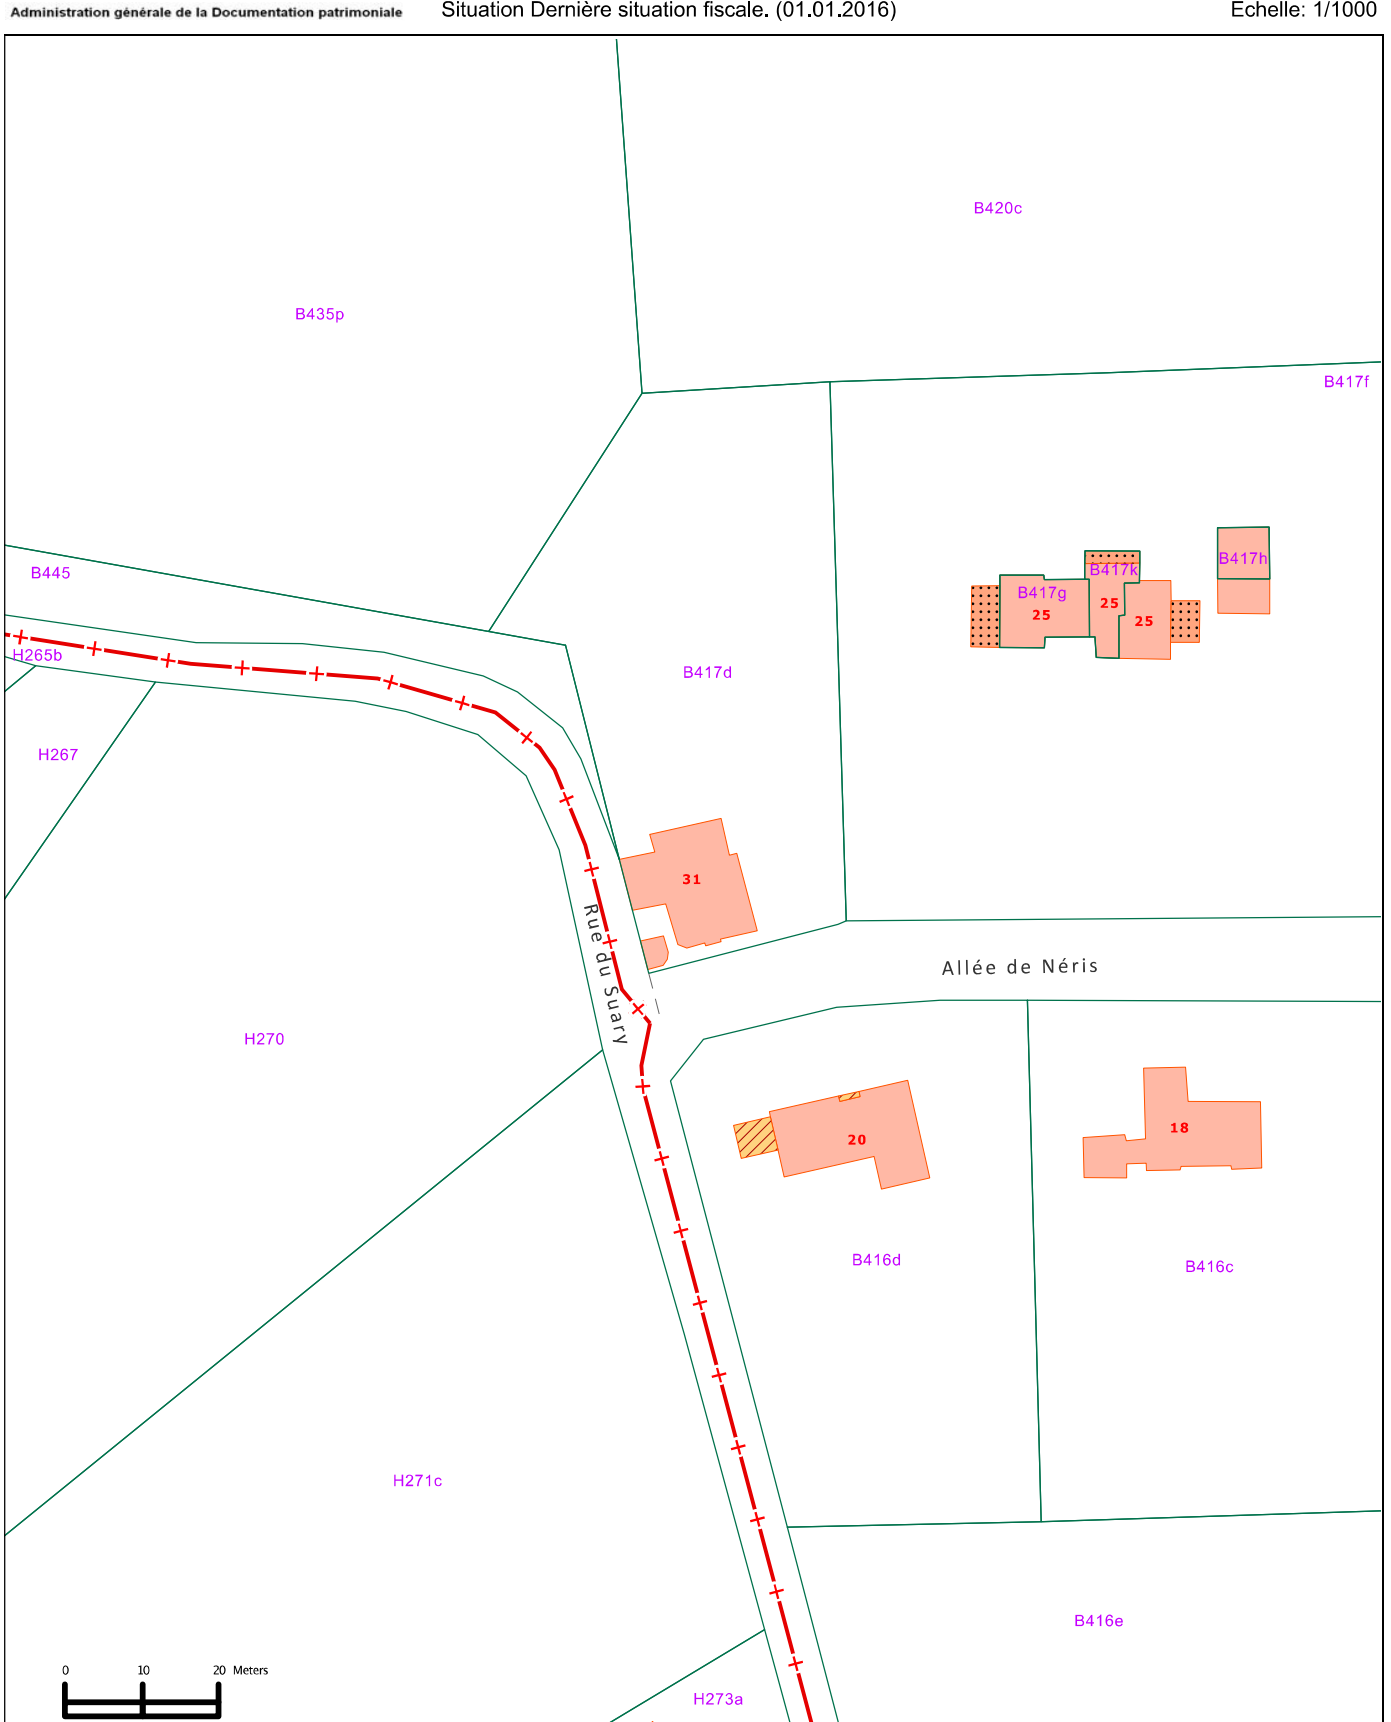 Administration générale de la Documentation patrimoniale
Situation Dernière situation fiscale. (01.01.2016)
Echelle: 1/1000
B420c
B435p
B417f
B417h
B445
B417k
B417g
25
25
25
H265b
B417d
H267
31
Rue du Suary
Allée de Néris
H270
18
20
B416d
B416c
H271c
B416e
0 10 20 Meters
H273a